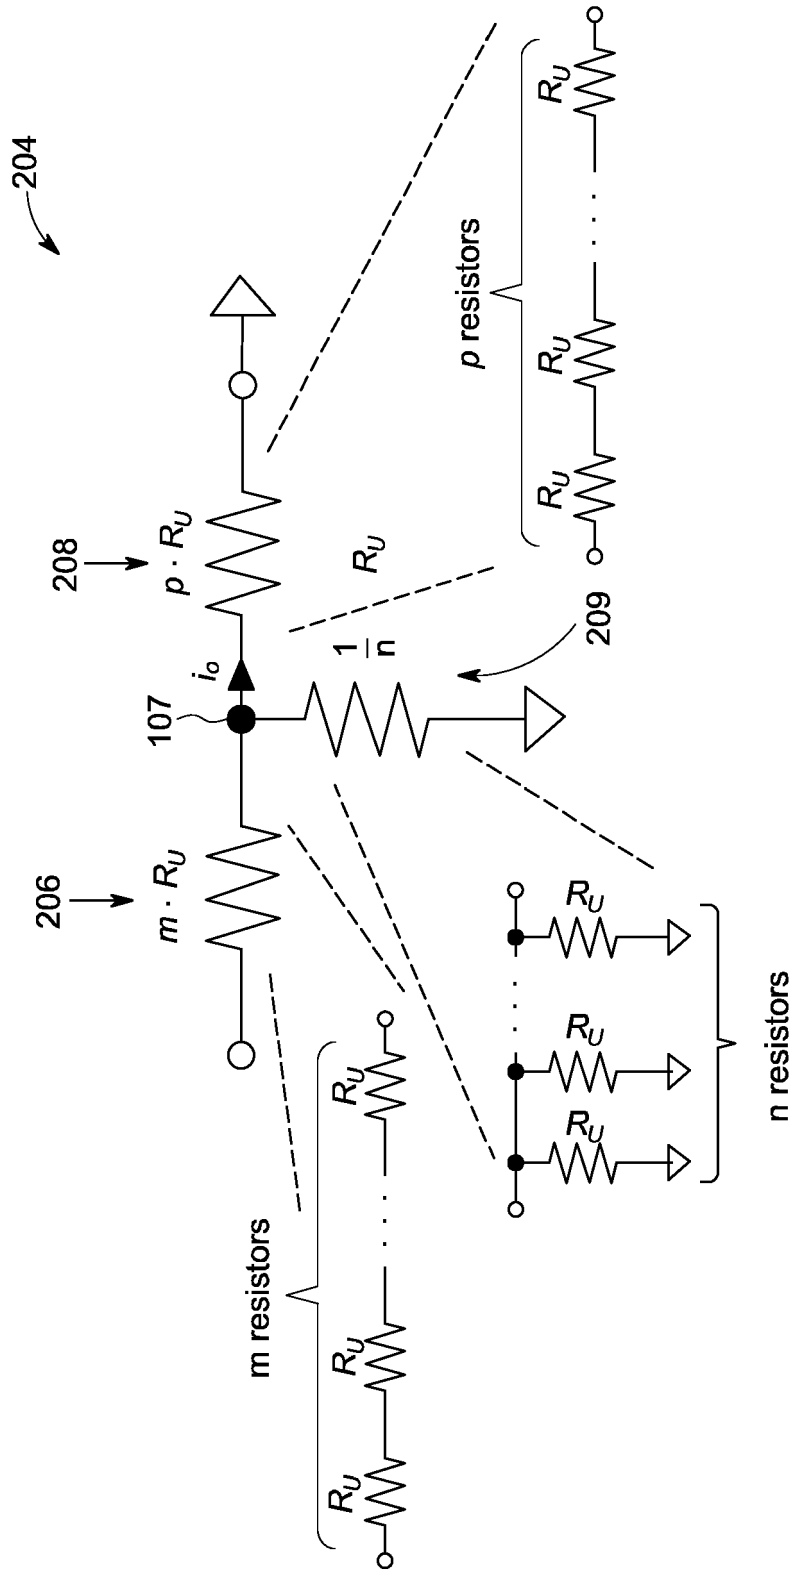 204
206
107
208
m · R_U
i_o
p · R_U
1
n
R_U
209
m resistors
R_U R_U . . . R_U
R_U R_U . . . R_U
n resistors
p resistors
R_U R_U . . . R_U